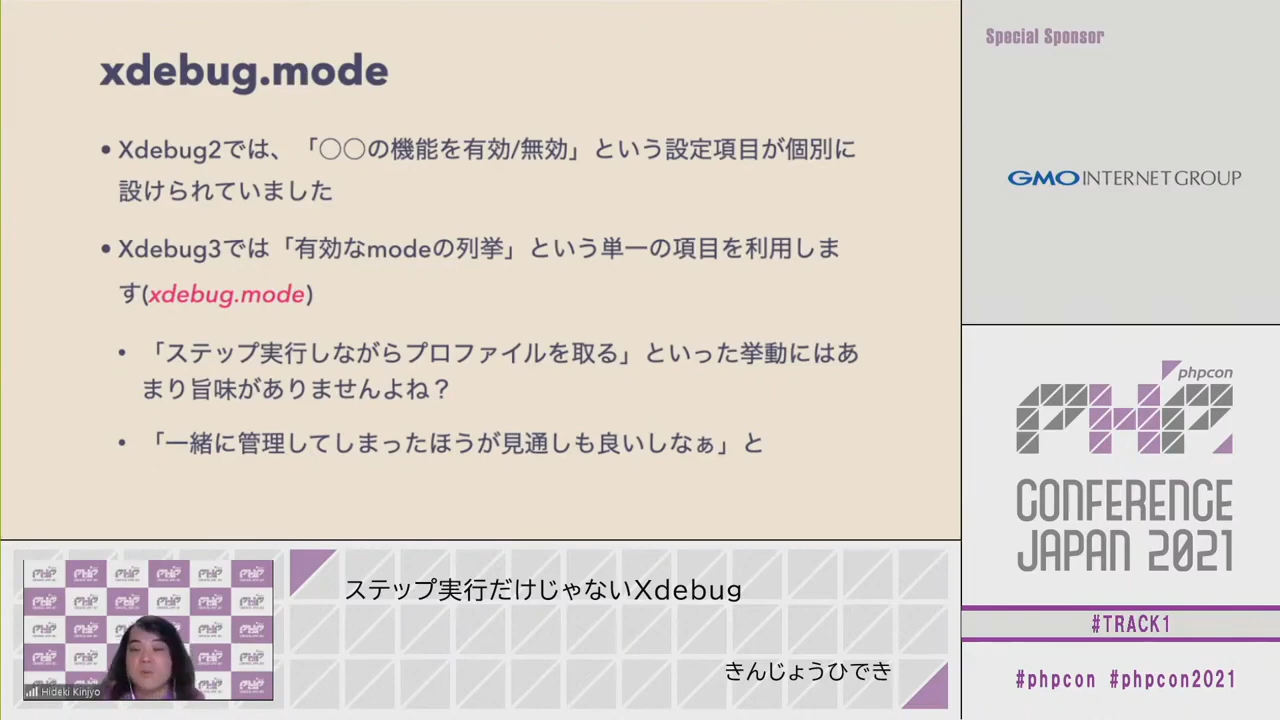 xdebug.mode
• Xdebug2では、「〇〇の機能を有効/無効」という設定項目が個別に
設けられていました
• Xdebug3では「有効なmodeの列挙」という単一の項目を利用しま
す(xdebug.mode)
• 「ステップ実行しながらプロファイルを取る」といった挙動にはあ
まり旨味がありませんよね？
• 「一緒に管理してしまったほうが見通しも良いしなぁ」と
Special Sponsor
GMO INTERNET GROUP
phpcon
PHP
CONFERENCE
JAPAN 2021
#TRACK1
#phpcon #phpcon2021
ステップ実行だけじゃないXdebug
きんじょうひでき
Hideki Kinjyo